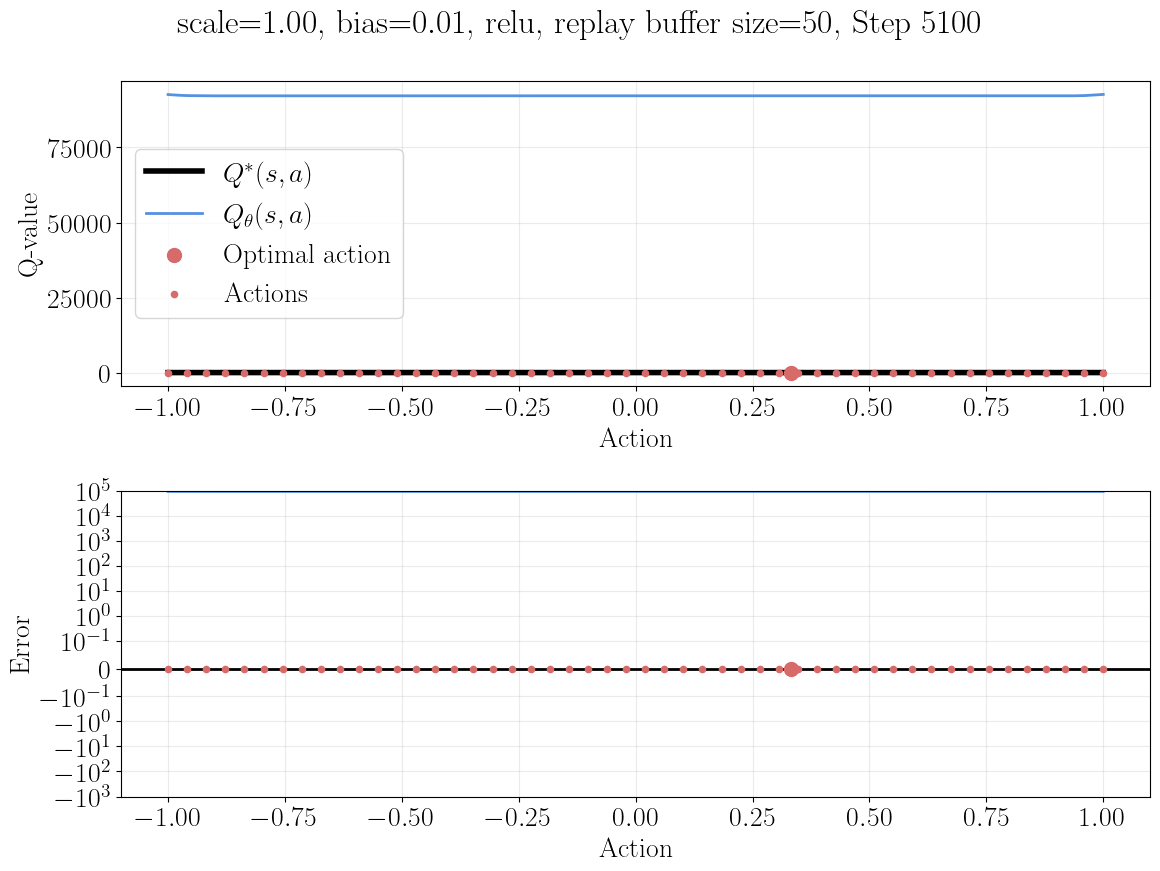 scale=1.00, bias=0.01, relu, replay buffer size=50, Step 5100
75000
50000
25000
0
Q-value
Q*(s, a)
Q_θ(s, a)
Optimal action
Actions
−1.00 −0.75 −0.50 −0.25 0.00 0.25 0.50 0.75 1.00
Action
10^5
10^4
10^3
10^2
10^1
10^0
10^−1
0
−10^−1
−10^0
−10^1
−10^2
−10^3
Error
−1.00 −0.75 −0.50 −0.25 0.00 0.25 0.50 0.75 1.00
Action